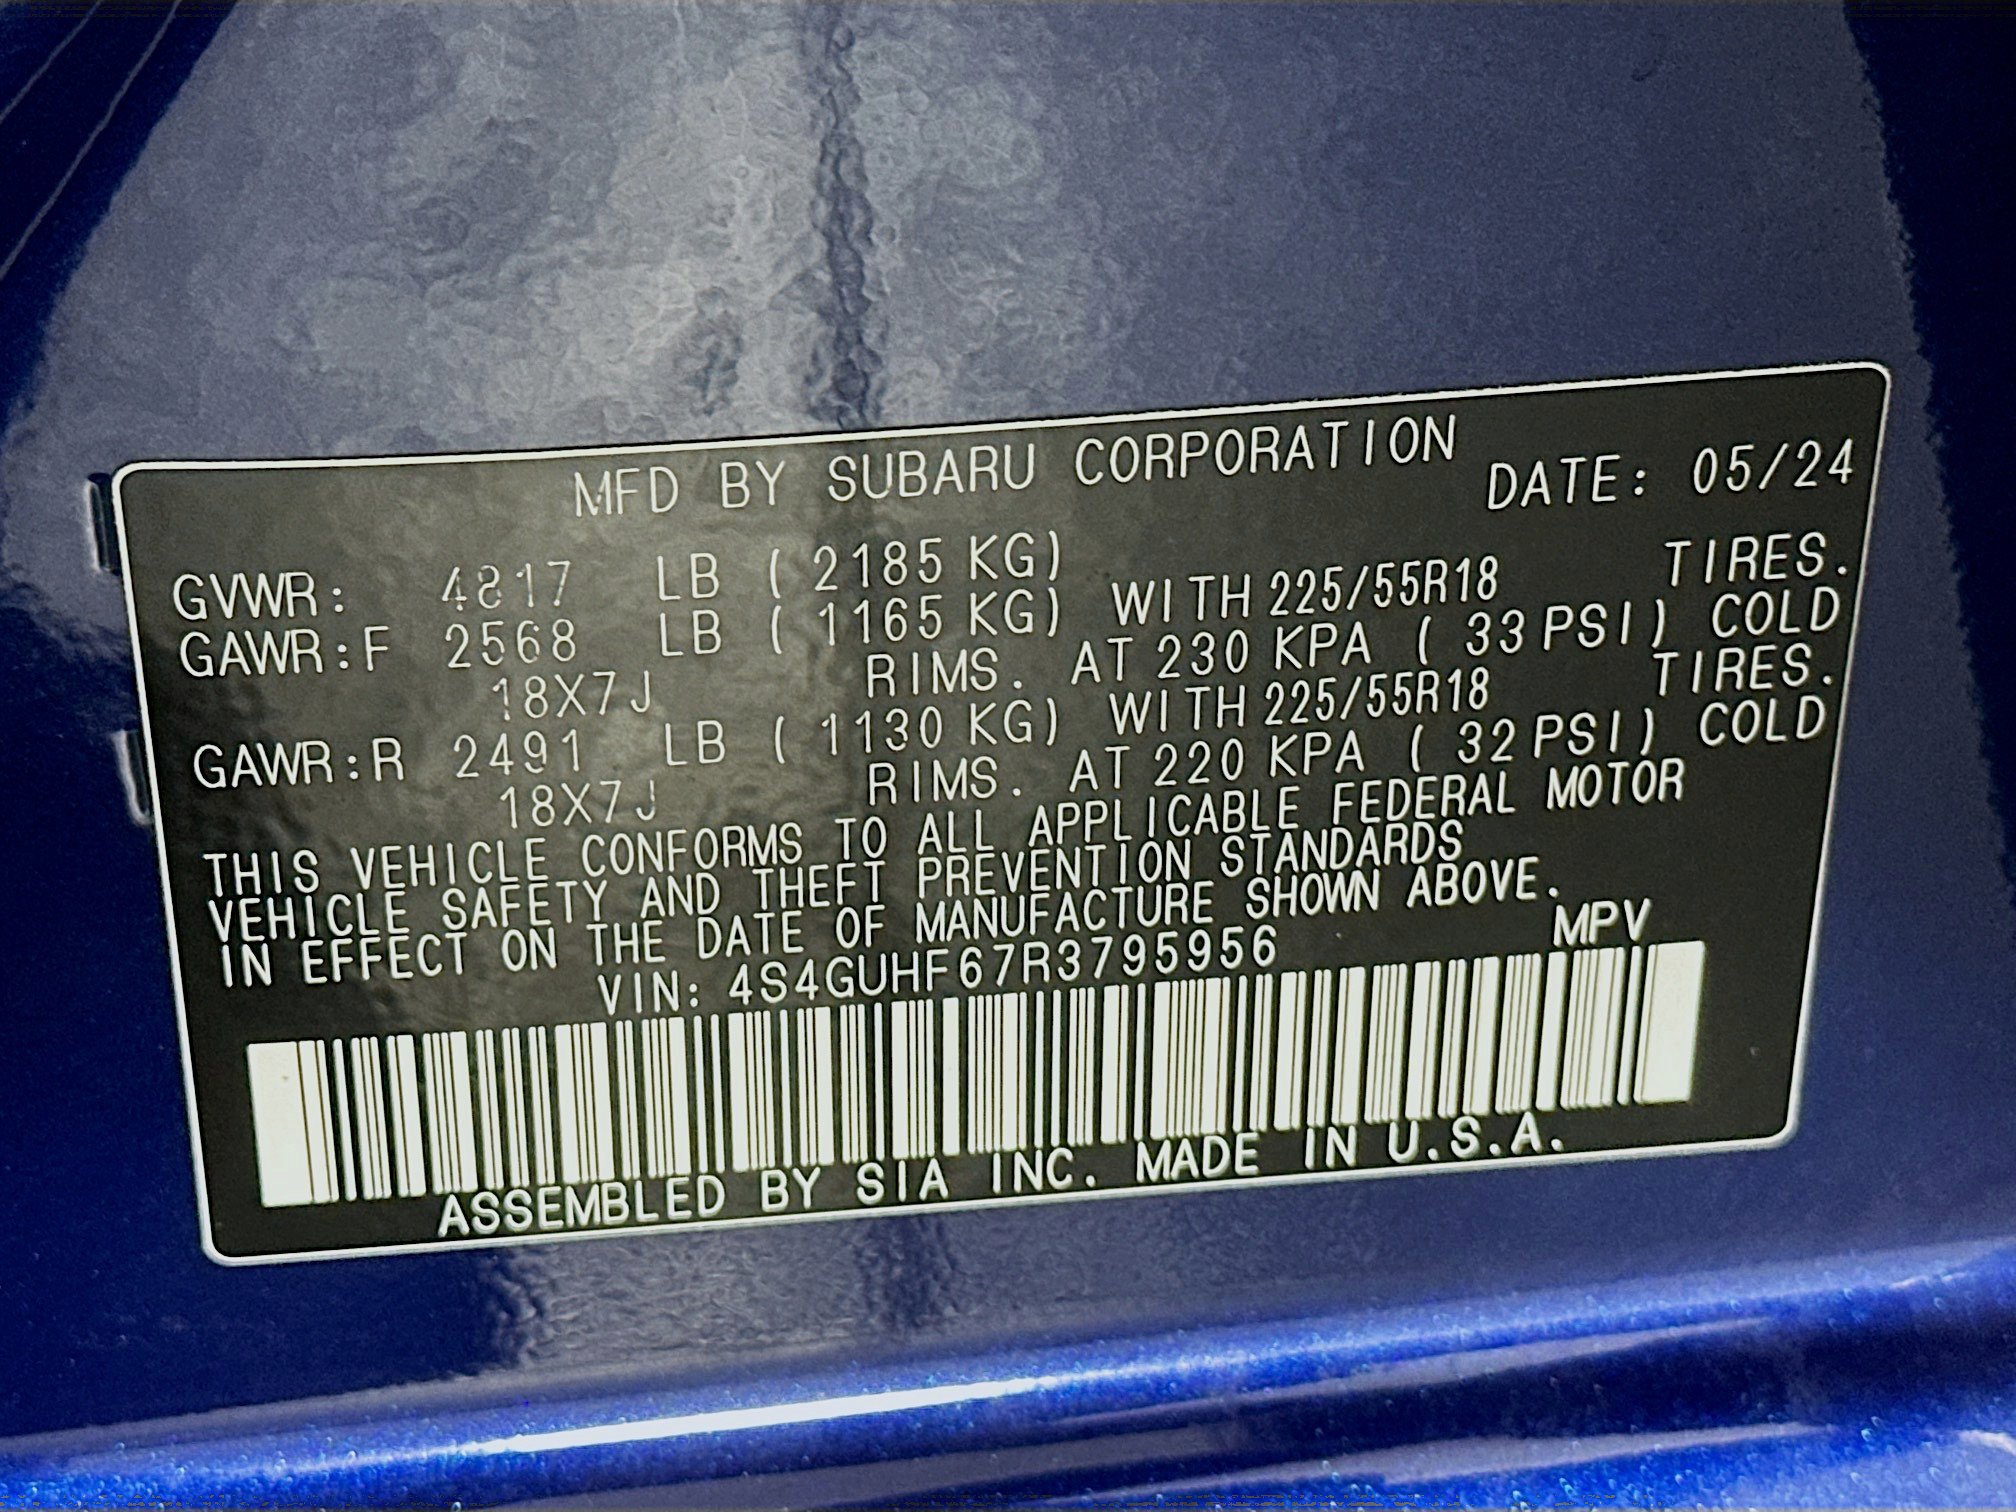 MFD BY SUBARU CORPORATION DATE: 05/24
GVWR: 4817 LB ( 2185 KG)
GAWR:F 2568 LB ( 1165 KG) WITH 225/55R18 TIRES.
18X7J RIMS. AT 230 KPA ( 33 PSI) COLD
GAWR:R 2491 LB ( 1130 KG) WITH 225/55R18 TIRES.
18X7J RIMS. AT 220 KPA ( 32 PSI) COLD
THIS VEHICLE CONFORMS TO ALL APPLICABLE FEDERAL MOTOR
VEHICLE SAFETY AND THEFT PREVENTION STANDARDS
IN EFFECT ON THE DATE OF MANUFACTURE SHOWN ABOVE.
VIN: 4S4GUHF67R3795956 MPV
ASSEMBLED BY SIA INC. MADE IN U.S.A.